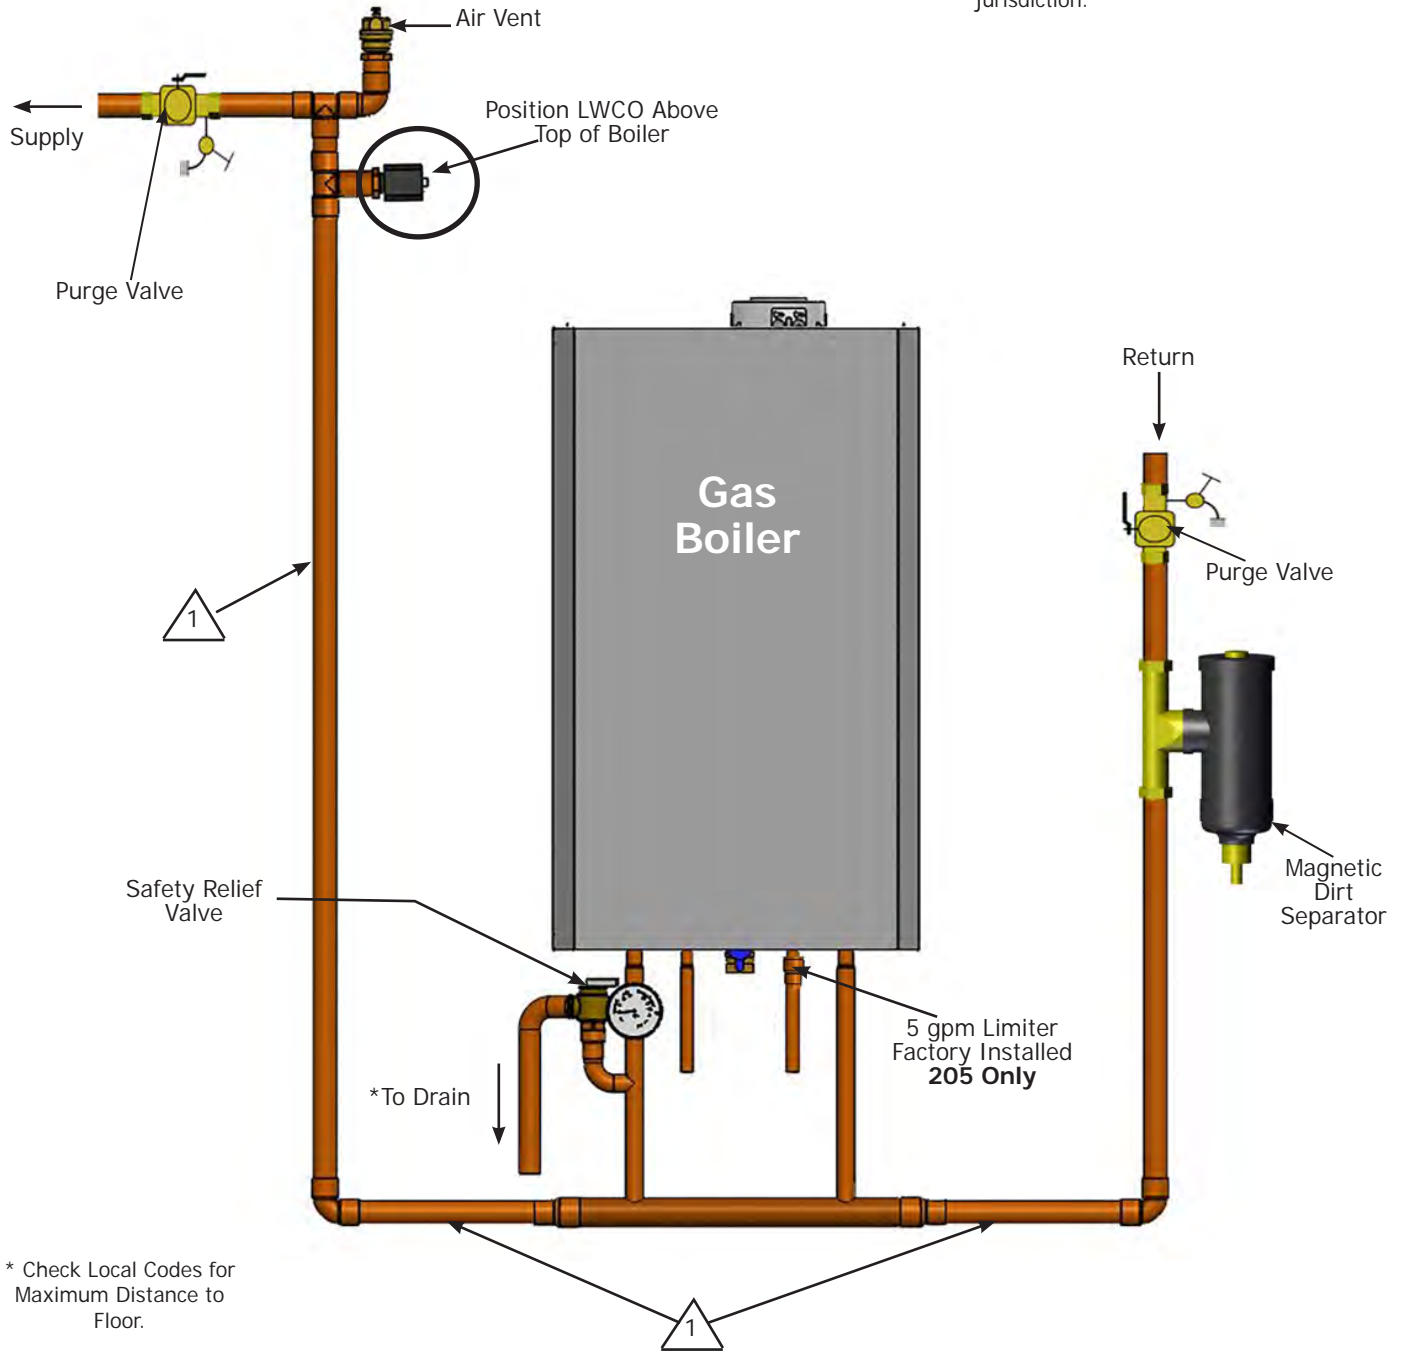 jurisdiction.
Air Vent
Position LWCO Above
Top of Boiler
Supply
Purge Valve
Return
Gas
Boiler
Purge Valve
1
Magnetic
Dirt
Separator
Safety Relief
Valve
5 gpm Limiter
Factory Installed
205 Only
*To Drain
* Check Local Codes for
Maximum Distance to
Floor.
1